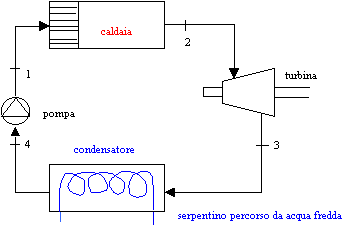 caldaia
2
turbina
1
pompa
4
3
condensatore
serpentino percorso da acqua fredda